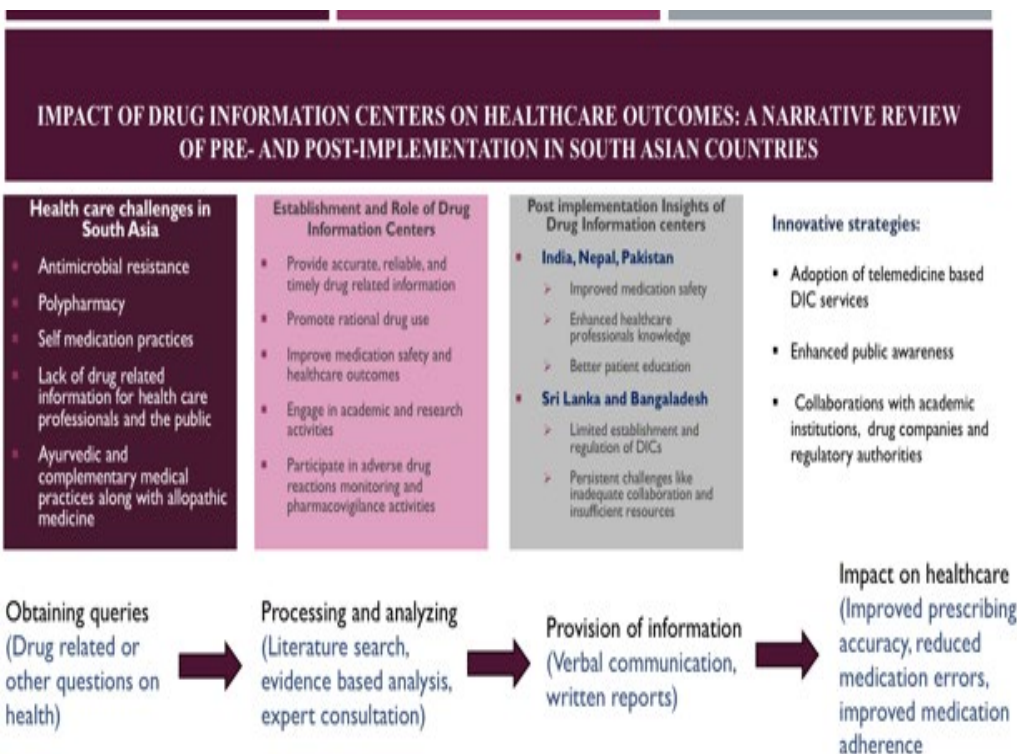 IMPACT OF DRUG INFORMATION CENTERS ON HEALTHCARE OUTCOMES: A NARRATIVE REVIEW
OF PRE- AND POST-IMPLEMENTATION IN SOUTH ASIAN COUNTRIES
Health care challenges in
South Asia
Antimicrobial resistance
Polypharmacy
Self medication practices
Lack of drug related
information for health care
professionals and the public
Ayurvedic and
complementary medical
practices along with allopathic
medicine
Establishment and Role of Drug
Information Centers
Provide accurate, reliable, and
timely drug related information
Promote rational drug use
Improve medication safety and
healthcare outcomes
Engage in academic and research
activities
Participate in adverse drug
reactions monitoring and
pharmacovigilance activities
Post implementation Insights of
Drug Information centers
India, Nepal, Pakistan
Improved medication safety
Enhanced healthcare
professionals knowledge
Better patient education
Sri Lanka and Bangaladesh
Limited establishment and
regulation of DICs
Persistent challenges like
inadequate collaboration and
insufficient resources
Innovative strategies:
Adoption of telemedicine based
DIC services
Enhanced public awareness
Collaborations with academic
institutions, drug companies and
regulatory authorities
Obtaining queries
(Drug related or
other questions on
health)
Processing and analyzing
(Literature search,
evidence based analysis,
expert consultation)
Provision of information
(Verbal communication,
written reports)
Impact on healthcare
(Improved prescribing
accuracy, reduced
medication errors,
improved medication
adherence